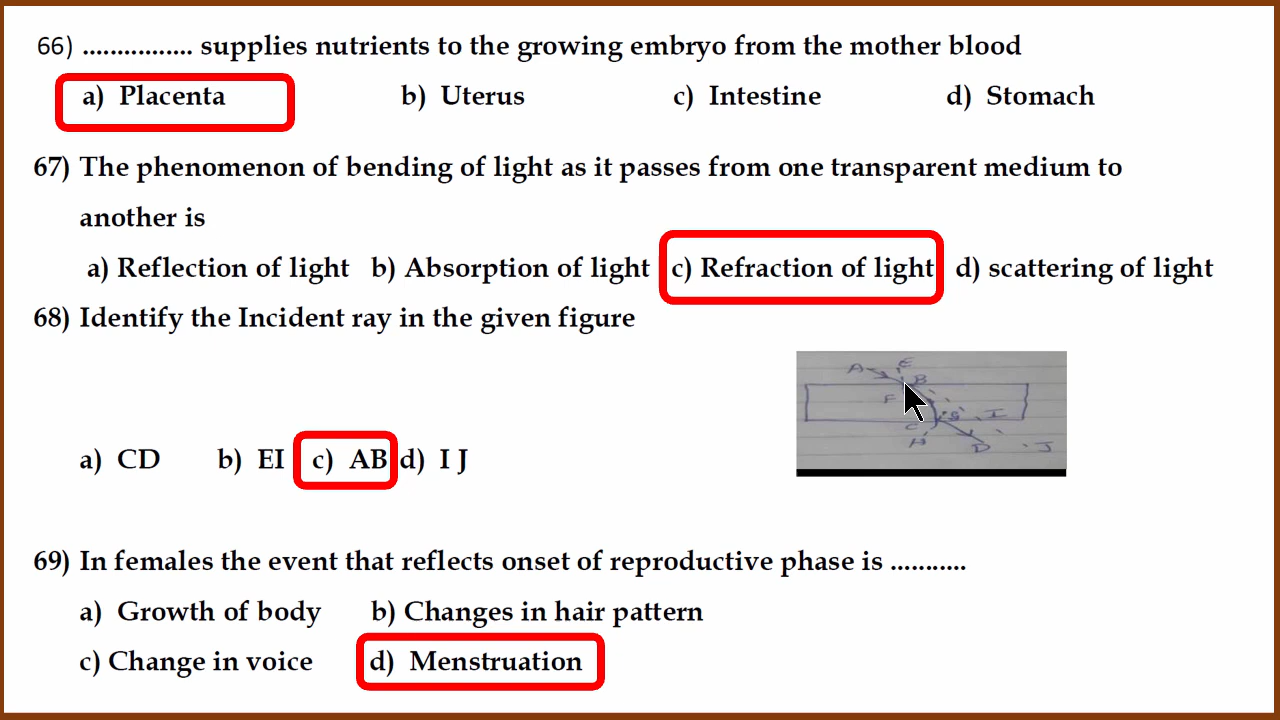 66) ................ supplies nutrients to the growing embryo from the mother blood
a) Placenta b) Uterus c) Intestine d) Stomach
67) The phenomenon of bending of light as it passes from one transparent medium to
another is
a) Reflection of light b) Absorption of light c) Refraction of light d) scattering of light
68) Identify the Incident ray in the given figure
A E
B
F
G I
C
H D J
a) CD b) EI c) AB d) I J
69) In females the event that reflects onset of reproductive phase is ...........
a) Growth of body b) Changes in hair pattern
c) Change in voice d) Menstruation